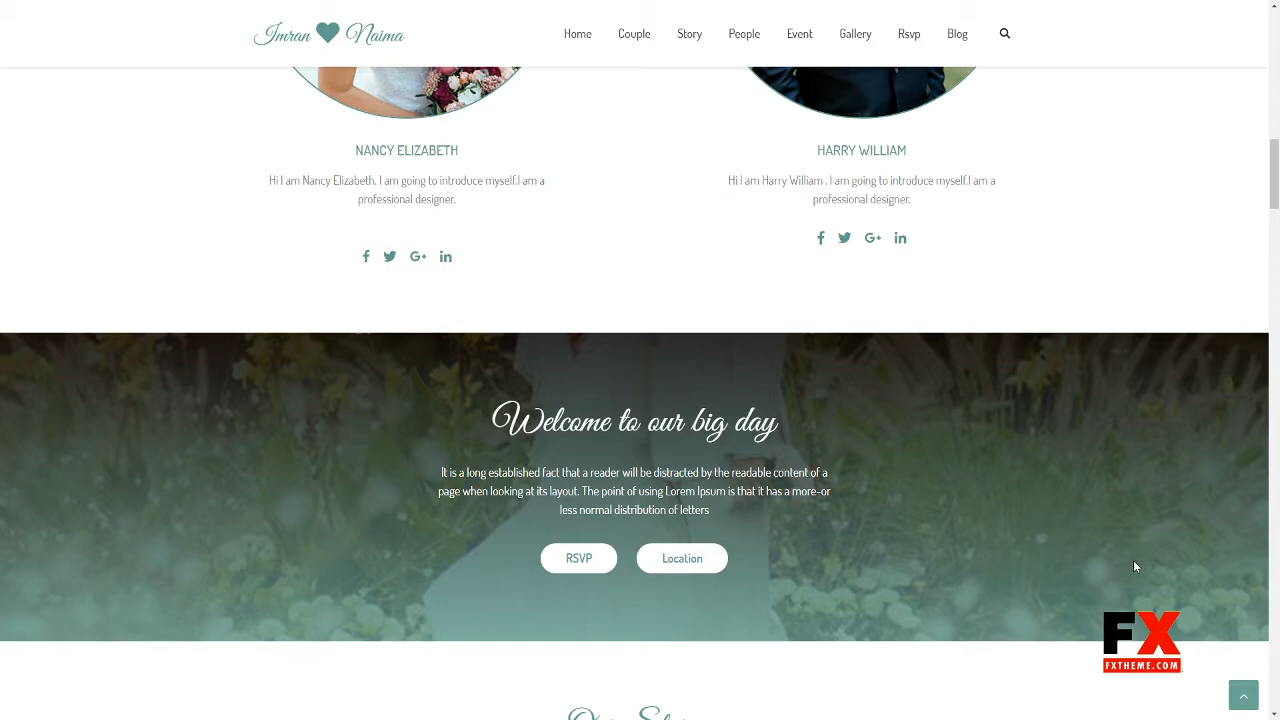 Imran Naima
Home Couple Story People Event Gallery Rsvp Blog
NANCY ELIZABETH
Hi I am Nancy Elizabeth. I am going to introduce myself.I am a
professional designer.
HARRY WILLIAM
Hi I am Harry William . I am going to introduce myself.I am a
professional designer.
Welcome to our big day
It is a long established fact that a reader will be distracted by the readable content of a
page when looking at its layout. The point of using Lorem Ipsum is that it has a more-or
less normal distribution of letters
RSVP Location
FX
FXTHEME.COM